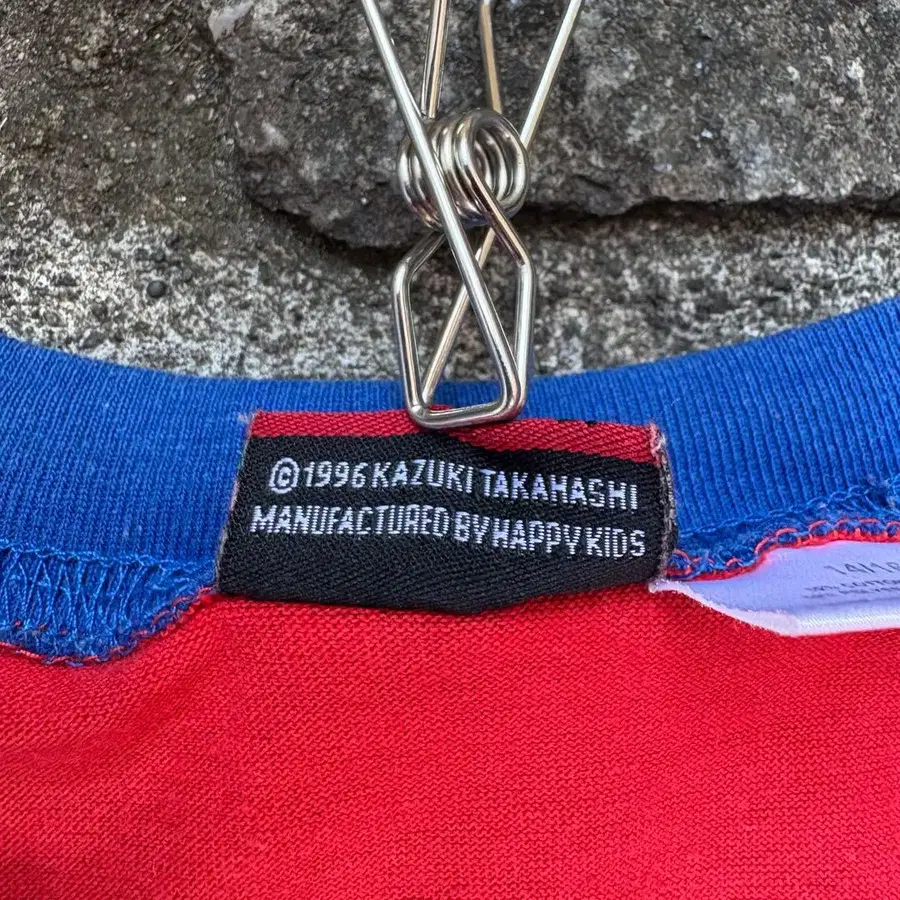 ©1996 KAZUKI TAKAHASHI
MANUFACTURED BY HAPPY KIDS